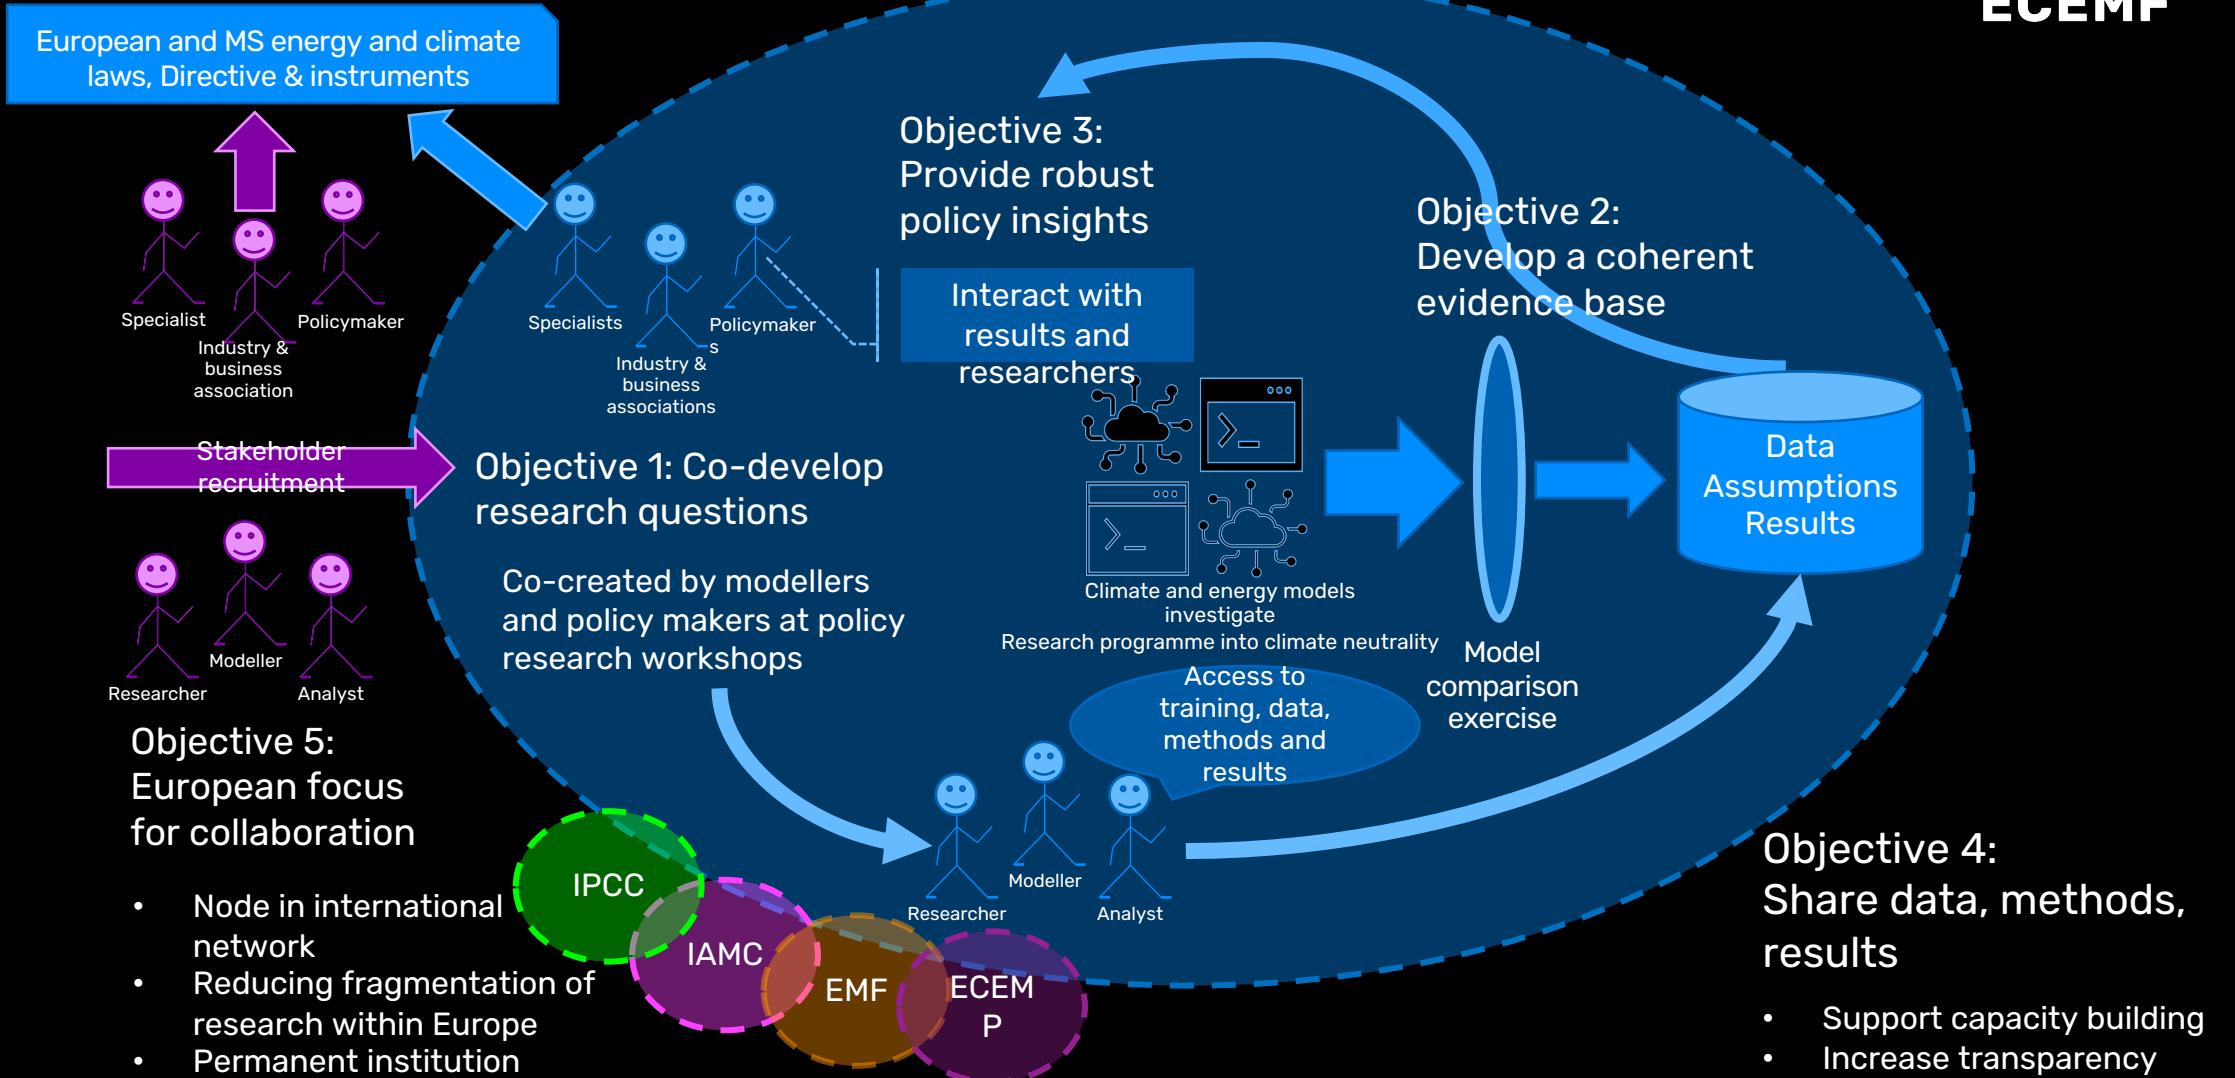 ECEMF
European and MS energy and climate
laws, Directive & instruments
Specialist
Industry &
business
association
Policymaker
Specialists
Industry &
business
associations
Policymaker
s
Objective 3:
Provide robust
policy insights
Interact with
results and
researchers
Objective 2:
Develop a coherent
evidence base
Stakeholder
recruitment
Objective 1: Co-develop
research questions
Co-created by modellers
and policy makers at policy
research workshops
Climate and energy models
investigate
Research programme into climate neutrality
Model
comparison
exercise
Data
Assumptions
Results
Researcher
Modeller
Analyst
Access to
training, data,
methods and
results
Researcher
Modeller
Analyst
Objective 5:
European focus
for collaboration
• Node in international
network
• Reducing fragmentation of
research within Europe
• Permanent institution
IPCC
IAMC
EMF
ECEM
P
Objective 4:
Share data, methods,
results
• Support capacity building
• Increase transparency